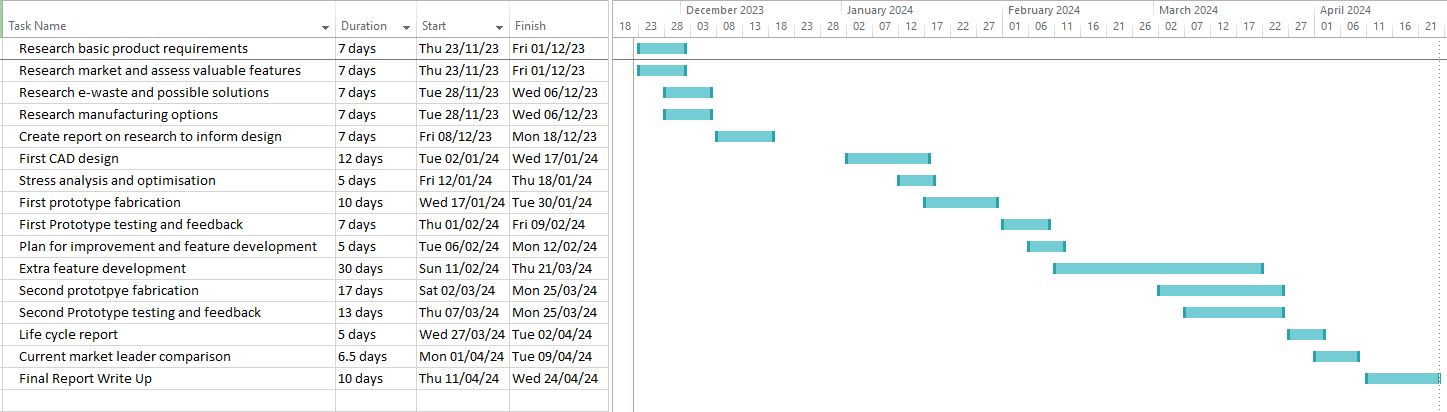 December 2023 January 2024 February 2024 March 2024 April 2024
Task Name Duration Start Finish 18 23 28 03 08 13 18 23 28 02 07 12 17 22 27 01 06 11 16 21 26 02 07 12 17 22 27 01 06 11 16 21
Research basic product requirements 7 days Thu 23/11/23 Fri 01/12/23
Research market and assess valuable features 7 days Thu 23/11/23 Fri 01/12/23
Research e-waste and possible solutions 7 days Tue 28/11/23 Wed 06/12/23
Research manufacturing options 7 days Tue 28/11/23 Wed 06/12/23
Create report on research to inform design 7 days Fri 08/12/23 Mon 18/12/23
First CAD design 12 days Tue 02/01/24 Wed 17/01/24
Stress analysis and optimisation 5 days Fri 12/01/24 Thu 18/01/24
First prototype fabrication 10 days Wed 17/01/24 Tue 30/01/24
First Prototype testing and feedback 7 days Thu 01/02/24 Fri 09/02/24
Plan for improvement and feature development 5 days Tue 06/02/24 Mon 12/02/24
Extra feature development 30 days Sun 11/02/24 Thu 21/03/24
Second prototpye fabrication 17 days Sat 02/03/24 Mon 25/03/24
Second Prototype testing and feedback 13 days Thu 07/03/24 Mon 25/03/24
Life cycle report 5 days Wed 27/03/24 Tue 02/04/24
Current market leader comparison 6.5 days Mon 01/04/24 Tue 09/04/24
Final Report Write Up 10 days Thu 11/04/24 Wed 24/04/24